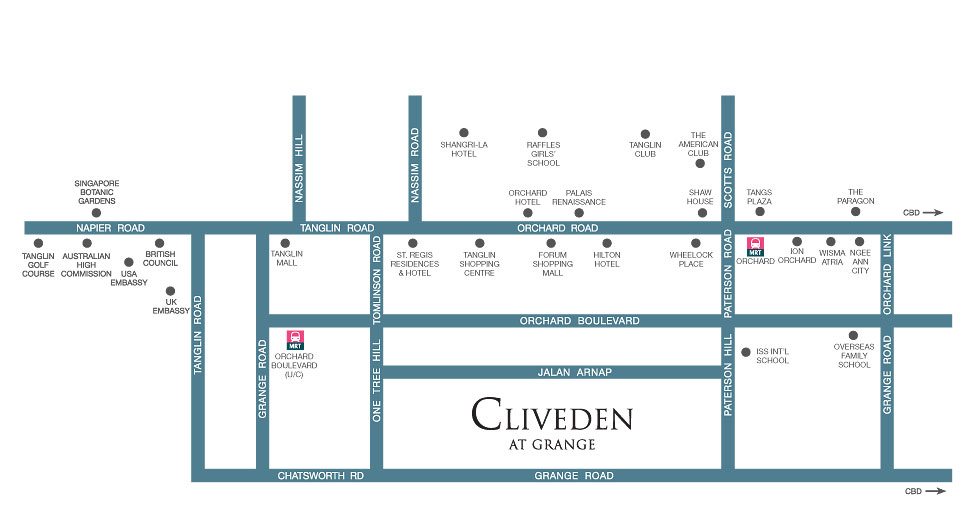 NASSIM HILL
NASSIM ROAD
SHANGRI-LA
HOTEL
RAFFLES
GIRLS'
SCHOOL
TANGLIN
CLUB
THE
AMERICAN
CLUB
SCOTTS ROAD
SINGAPORE
BOTANIC
GARDENS
ORCHARD
HOTEL
PALAIS
RENAISSANCE
SHAW
HOUSE
TANGS
PLAZA
THE
PARAGON
CBD
NAPIER ROAD
TANGLIN ROAD
ORCHARD ROAD
TANGLIN
GOLF
COURSE
AUSTRALIAN
HIGH
COMMISSION
USA
EMBASSY
BRITISH
COUNCIL
UK
EMBASSY
TANGLIN ROAD
TANGLIN
MALL
TOMLINSON ROAD
ST. REGIS
RESIDENCES
& HOTEL
TANGLIN
SHOPPING
CENTRE
FORUM
SHOPPING
MALL
HILTON
HOTEL
WHEELOCK
PLACE
PATERSON ROAD
MRT
ORCHARD
ION
ORCHARD
WISMA
ATRIA
NGEE
ANN
CITY
ORCHARD LINK
ORCHARD BOULEVARD
GRANGE ROAD
MRT
ORCHARD
BOULEVARD
(U/C)
ONE TREE HILL
JALAN ARNAP
PATERSON HILL
ISS INT'L
SCHOOL
OVERSEAS
FAMILY
SCHOOL
GRANGE ROAD
CLIVEDEN
AT GRANGE
CHATSWORTH RD
GRANGE ROAD
CBD